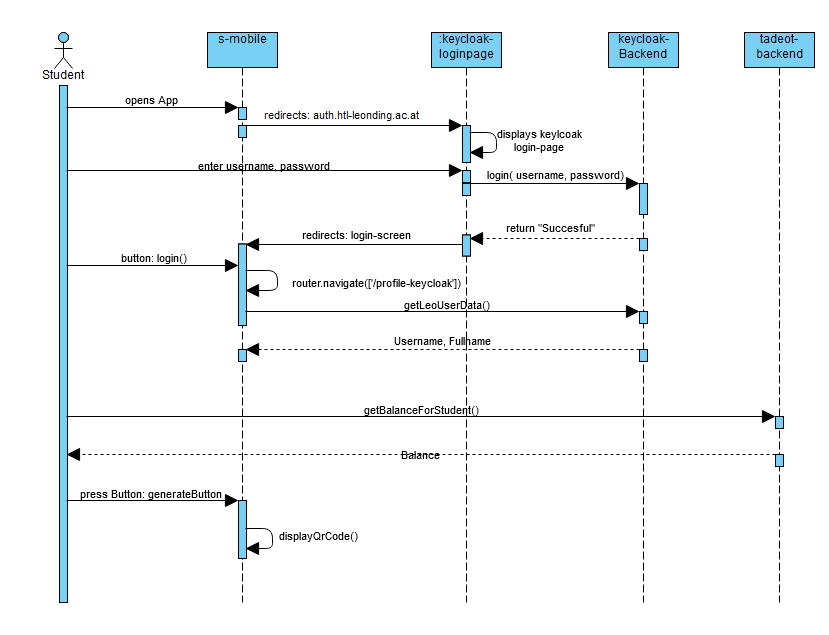 s-mobile
:keycloak-
loginpage
keycloak-
Backend
tadeot-
backend
Student
opens App
redirects: auth.htl-leonding.ac.at
displays keylcoak
login-page
enter username, password
login( username, password)
return "Succesful"
redirects: login-screen
button: login()
router.navigate(['/profile-keycloak'])
getLeoUserData()
Username, Fullname
getBalanceForStudent()
Balance
press Button: generateButton
displayQrCode()